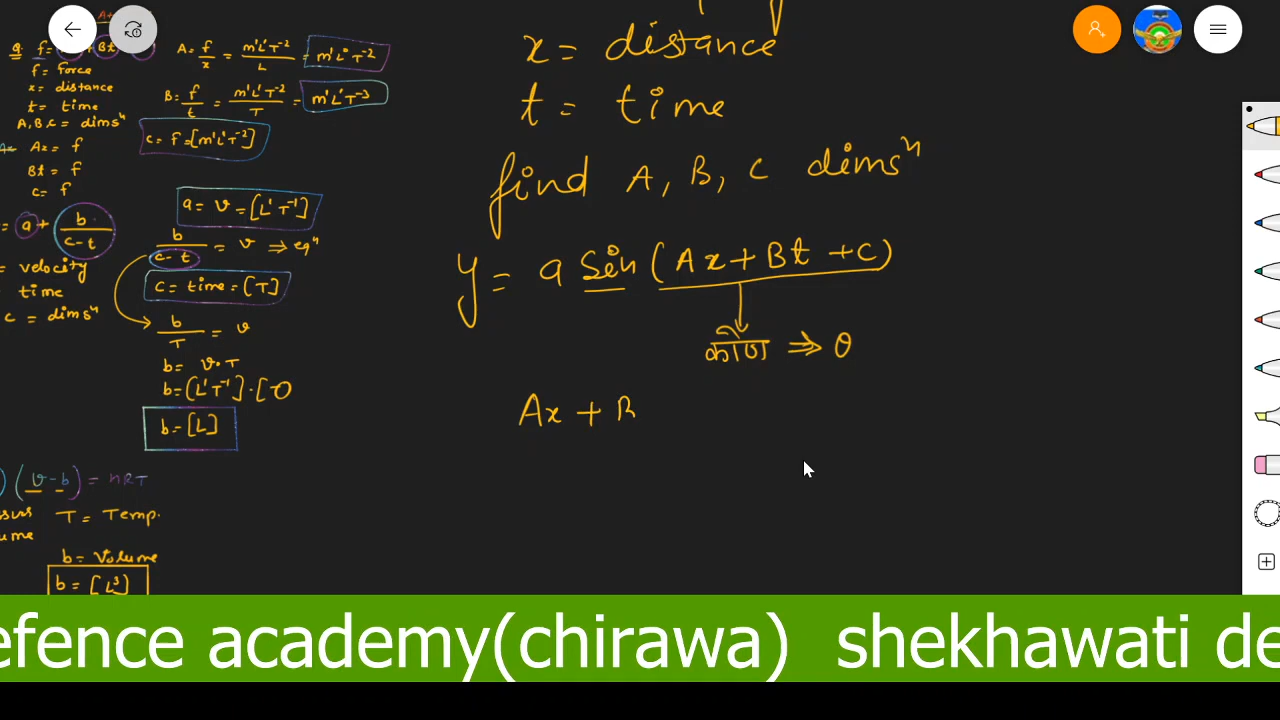 q f= Bt
f = force
x = distance
t = time
A, B, C = dimsⁿ
Ax = f
Bt = f
c = f
A = f/x = m¹L¹T⁻²/L = m¹L⁰T⁻²
B = f/t = m¹L¹T⁻²/T = m¹L¹T⁻³
c = f = [m¹L¹T⁻²]
= a + b/c-t
= velocity
time
c = dimsⁿ
a = v = [L¹T⁻¹]
b/c-t = v ⇒ eqⁿ
c = time = [T]
b/T = v
b = v·T
b = [L¹T⁻¹]·[T]
b = [L]
) (v-b) = nRT
T = Temp.
b = Volume
b = [L³]
x = distance
t = time
find A, B, C dimsⁿ
y = a Sin (Ax + Bt + C)
कोण ⇒ θ
Ax + B
efence academy(chirawa) shekhawati de